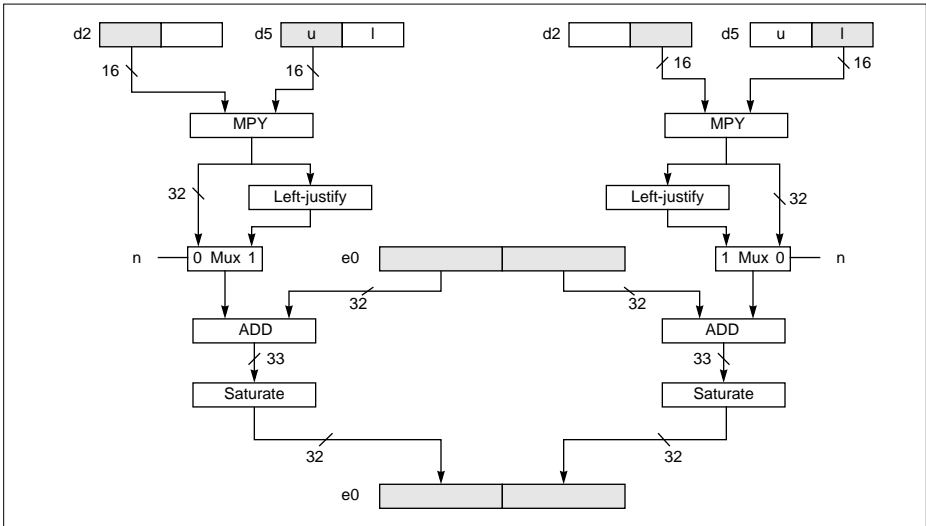 d2 d5 u l d2 d5 u l
16 16 16 16
MPY MPY
32 Left-justify Left-justify 32
n 0 Mux 1 e0 1 Mux 0 n
32 32
ADD ADD
33 33
Saturate Saturate
32 32
e0